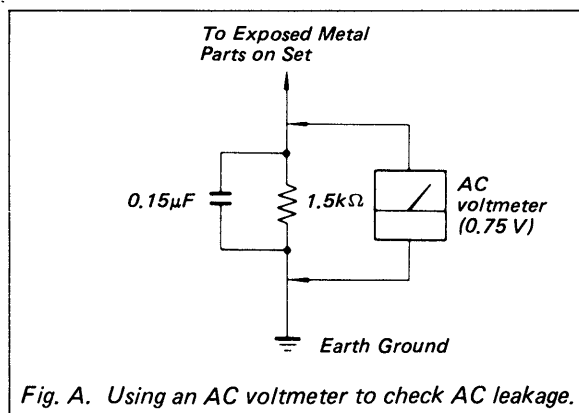 To Exposed Metal
Parts on Set
0.15µF
1.5kΩ
AC
voltmeter
(0.75 V)
Earth Ground
Fig. A. Using an AC voltmeter to check AC leakage.